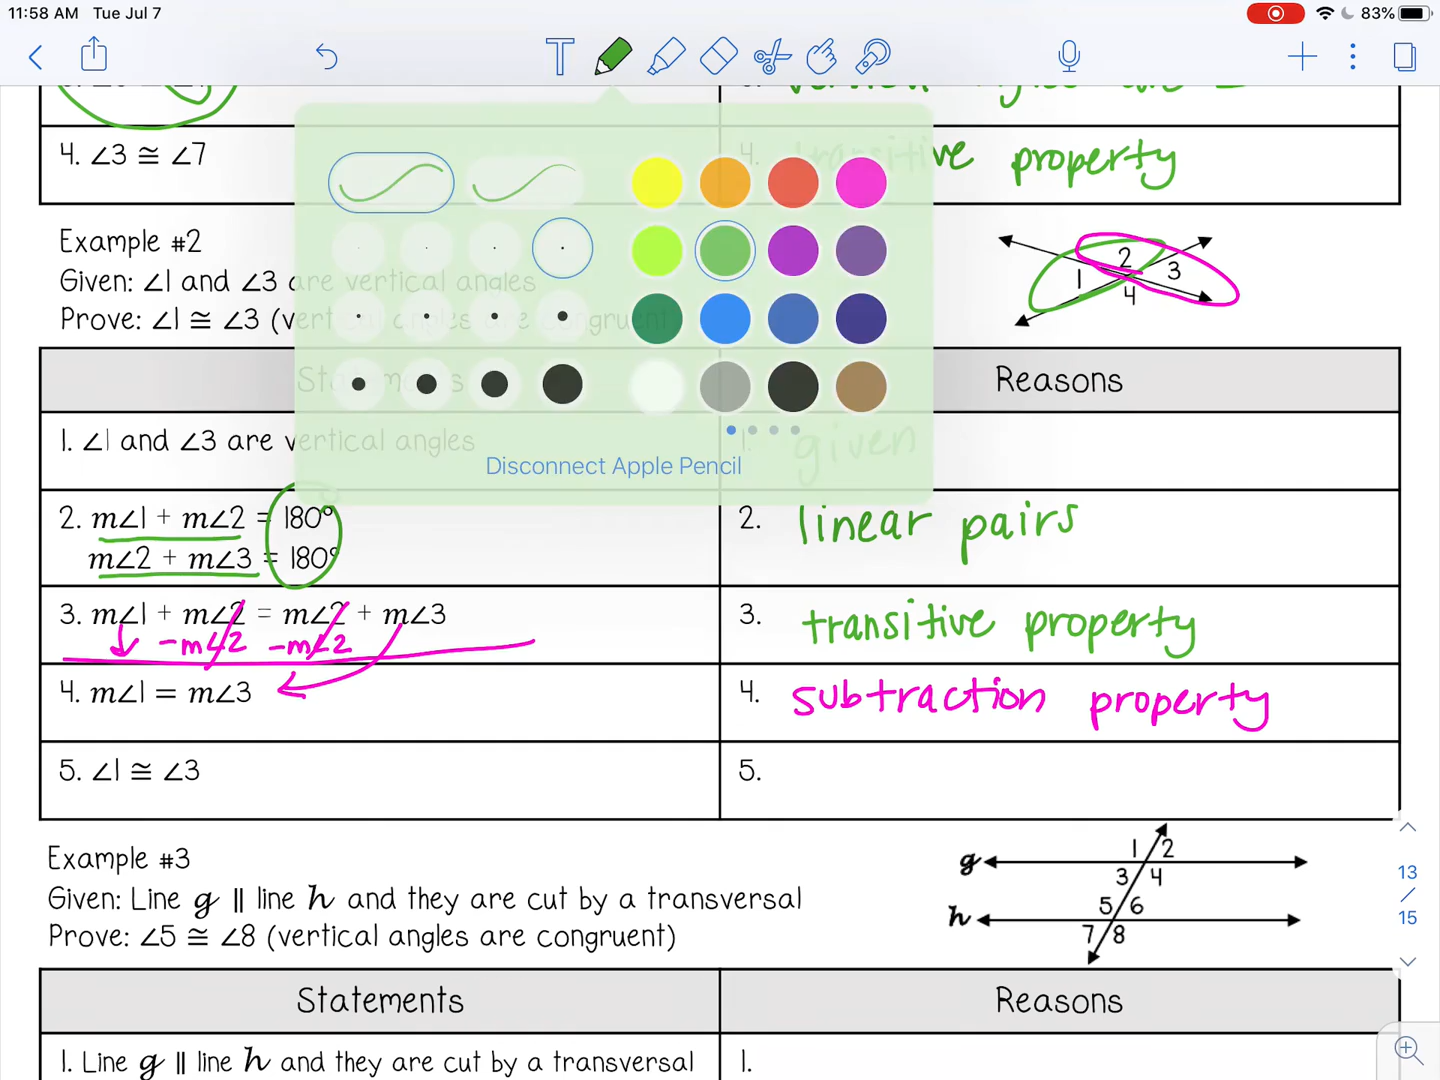 11:58 AM Tue Jul 7
83%
T
4. ∠3 ≅ ∠7
4. transitive property
Example #2
Given: ∠1 and ∠3 are vertical angles
Prove: ∠1 ≅ ∠3 (vertical angles are congruent)
1 2 3 4
Statements
Reasons
1. ∠1 and ∠3 are vertical angles
1. given
Disconnect Apple Pencil
2. m∠1 + m∠2 = 180°
m∠2 + m∠3 = 180°
2. linear pairs
3. m∠1 + m∠2 = m∠2 + m∠3
-m∠2 -m∠2
3. transitive property
4. m∠1 = m∠3
4. subtraction property
5. ∠1 ≅ ∠3
5.
Example #3
Given: Line g || line h and they are cut by a transversal
Prove: ∠5 ≅ ∠8 (vertical angles are congruent)
g 1 2
3 4
h 5 6
7 8
13
/
15
Statements
Reasons
1. Line g || line h and they are cut by a transversal
1.